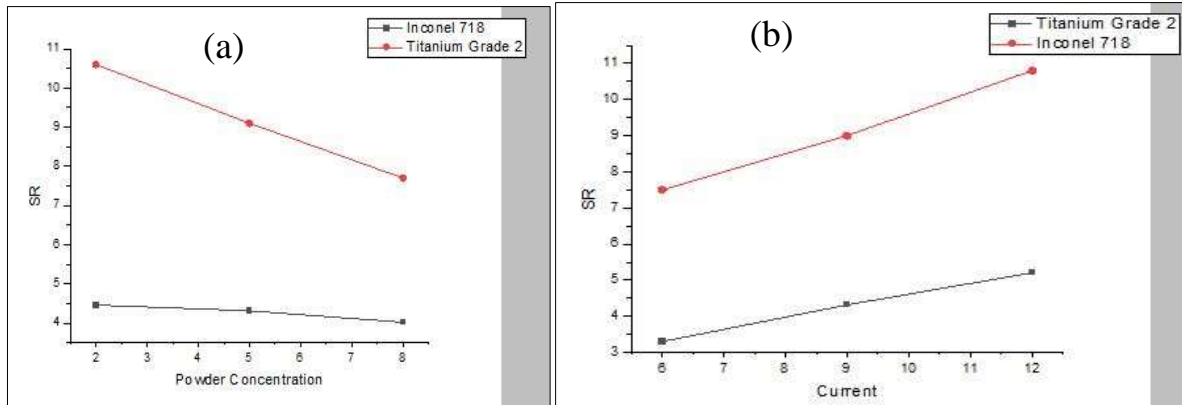 (a)
Inconel 718
Titanium Grade 2
11
10
9
8
7
6
5
4
SR
2 3 4 5 6 7 8
Powder Concentration
(b)
Titanium Grade 2
Inconel 718
11
10
9
8
7
6
5
4
3
SR
6 7 8 9 10 11 12
Current